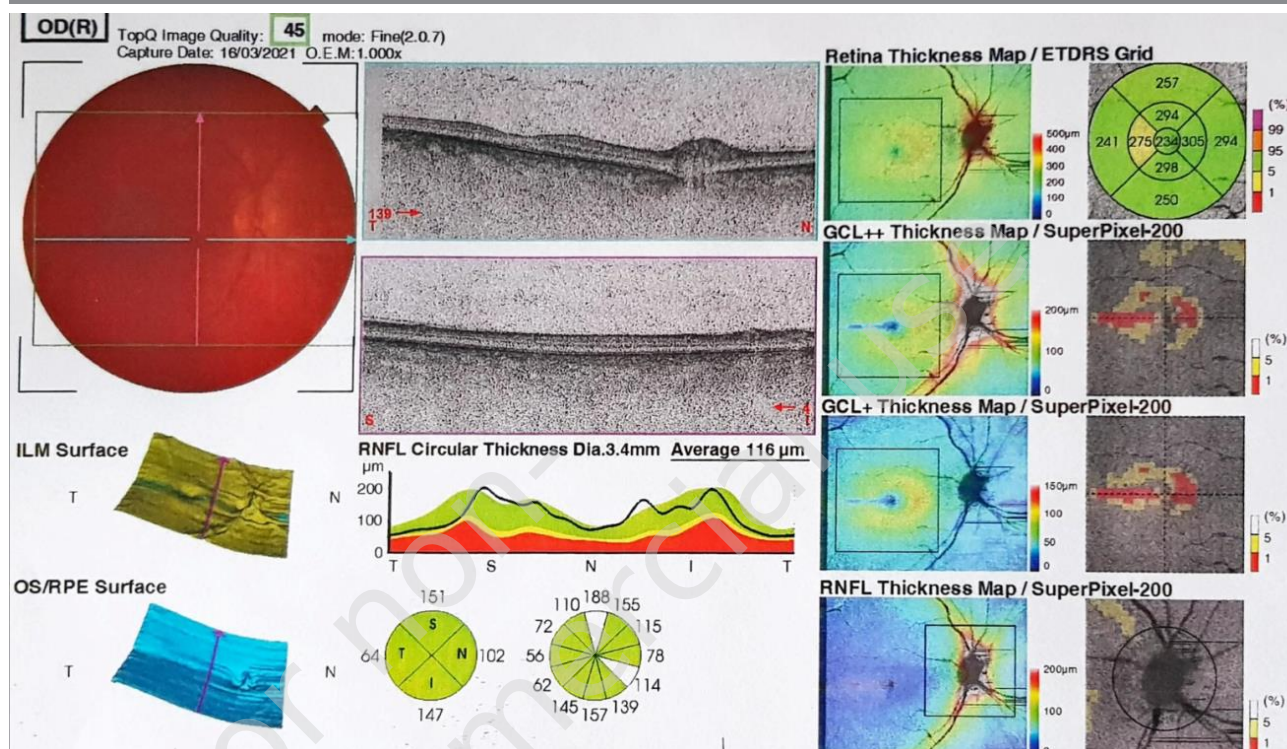 OD(R) TopQ Image Quality: 45 mode: Fine(2.0.7)
Capture Date: 16/03/2021 O.E.M:1.000x
139
T
N
S
Retina Thickness Map / ETDRS Grid
500μm
400
300
200
100
0
257
294
241 275 234 305 294
298
250
(%)
99
95
5
1
GCL++ Thickness Map / SuperPixel-200
200μm
100
0
(%)
5
1
GCL+ Thickness Map / SuperPixel-200
150μm
100
50
0
(%)
5
1
RNFL Thickness Map / SuperPixel-200
200μm
100
(%)
5
1
ILM Surface
T
N
OS/RPE Surface
T
N
RNFL Circular Thickness Dia.3.4mm Average 116 μm
μm
200
100
0
T S N I T
151
S
64 T N 102
I
147
188
110 155
72 115
56 78
62 114
145 139
157